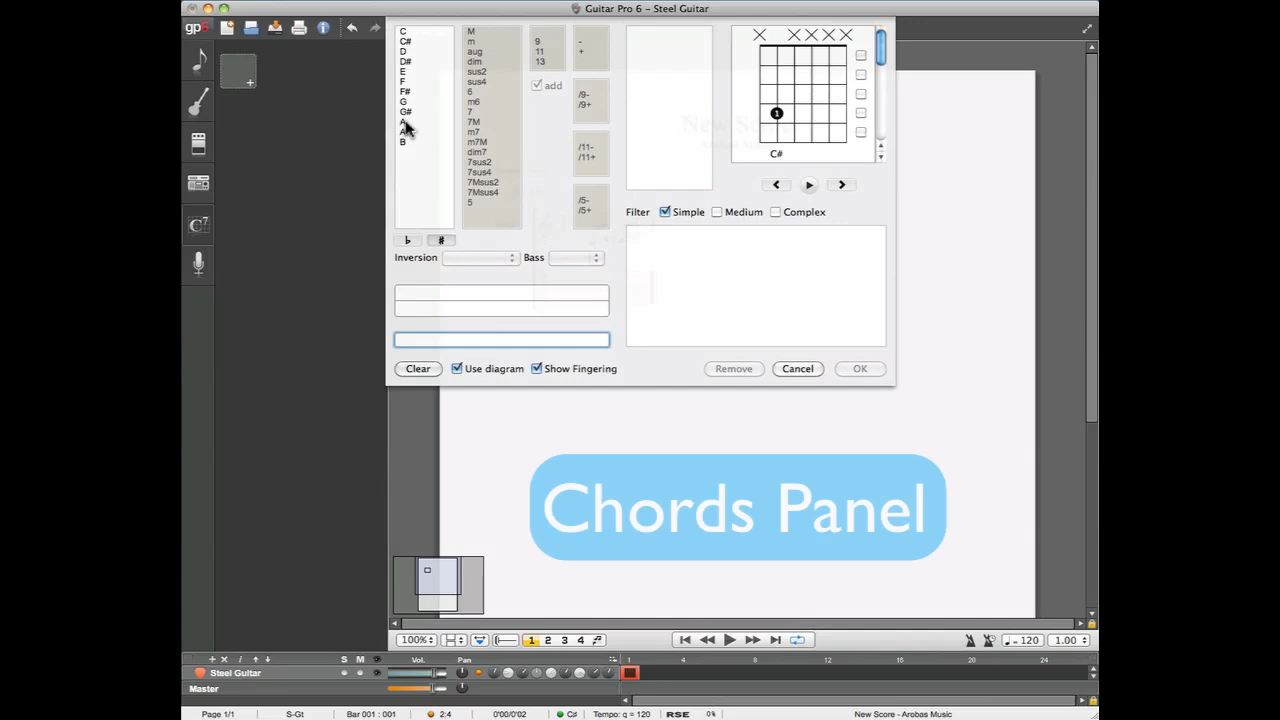 Guitar Pro 6 - Steel Guitar
gp6
C
C#
D
D#
E
F
F#
G
G#
A
B
M
m
aug
dim
sus2
sus4
6
m6
7
7M
m7
m7M
dim7
7sus2
7sus4
7Msus2
7Msus4
5
9
11
13
add
-
+
/9-
/9+
/11-
/11+
/5-
/5+
♭
#
Inversion
Bass
Clear
Use diagram
Show Fingering
1
C#
Filter
Simple
Medium
Complex
Remove
Cancel
OK
C7
Chords Panel
100%
1 2 3 4
= 120
1.00
S M Vol. Pan
1 4 8 12 16 20 24
Steel Guitar
Master
Page 1/1 S-Gt Bar 001 : 001 2:4 0'00/0'02 C# Tempo: q = 120 RSE 0% New Score - Arobas Music